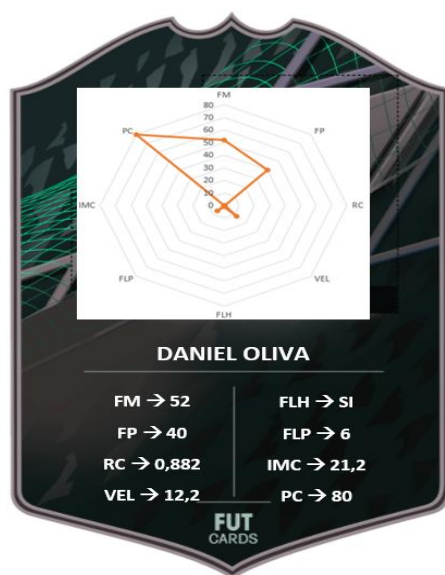 FM
80
70
60
50
40
30
20
10
0
PC
FP
IMC
RC
FLP
VEL
FLH
DANIEL OLIVA
FM → 52
FLH → SI
FP → 40
FLP → 6
RC → 0,882
IMC → 21,2
VEL → 12,2
PC → 80
FUT
CARDS